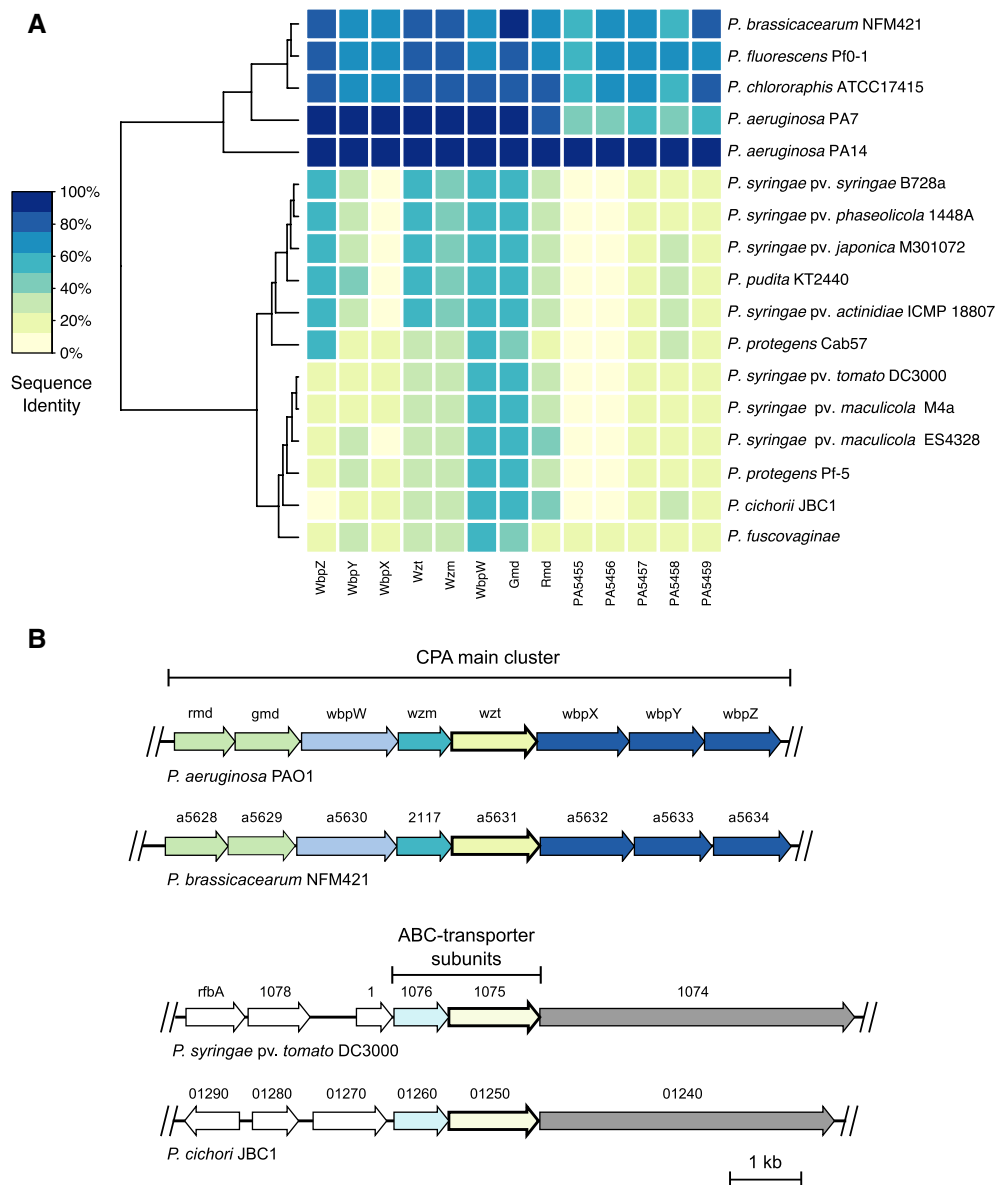 A
P. brassicacearum NFM421
P. fluorescens Pf0-1
P. chlororaphis ATCC17415
P. aeruginosa PA7
P. aeruginosa PA14
P. syringae pv. syringae B728a
P. syringae pv. phaseolicola 1448A
P. syringae pv. japonica M301072
P. pudita KT2440
P. syringae pv. actinidiae ICMP 18807
P. protegens Cab57
P. syringae pv. tomato DC3000
P. syringae pv. maculicola M4a
P. syringae pv. maculicola ES4328
P. protegens Pf-5
P. cichorii JBC1
P. fuscovaginae
100%
80%
60%
40%
20%
0%
Sequence
Identity
WbpZ WbpY WbpX Wzt Wzm WbpW Gmd Rmd PA5455 PA5456 PA5457 PA5458 PA5459
B
CPA main cluster
rmd gmd wbpW wzm wzt wbpX wbpY wbpZ
P. aeruginosa PAO1
a5628 a5629 a5630 2117 a5631 a5632 a5633 a5634
P. brassicacearum NFM421
ABC-transporter
subunits
rfbA 1078 1 1076 1075 1074
P. syringae pv. tomato DC3000
01290 01280 01270 01260 01250 01240
P. cichori JBC1
1 kb